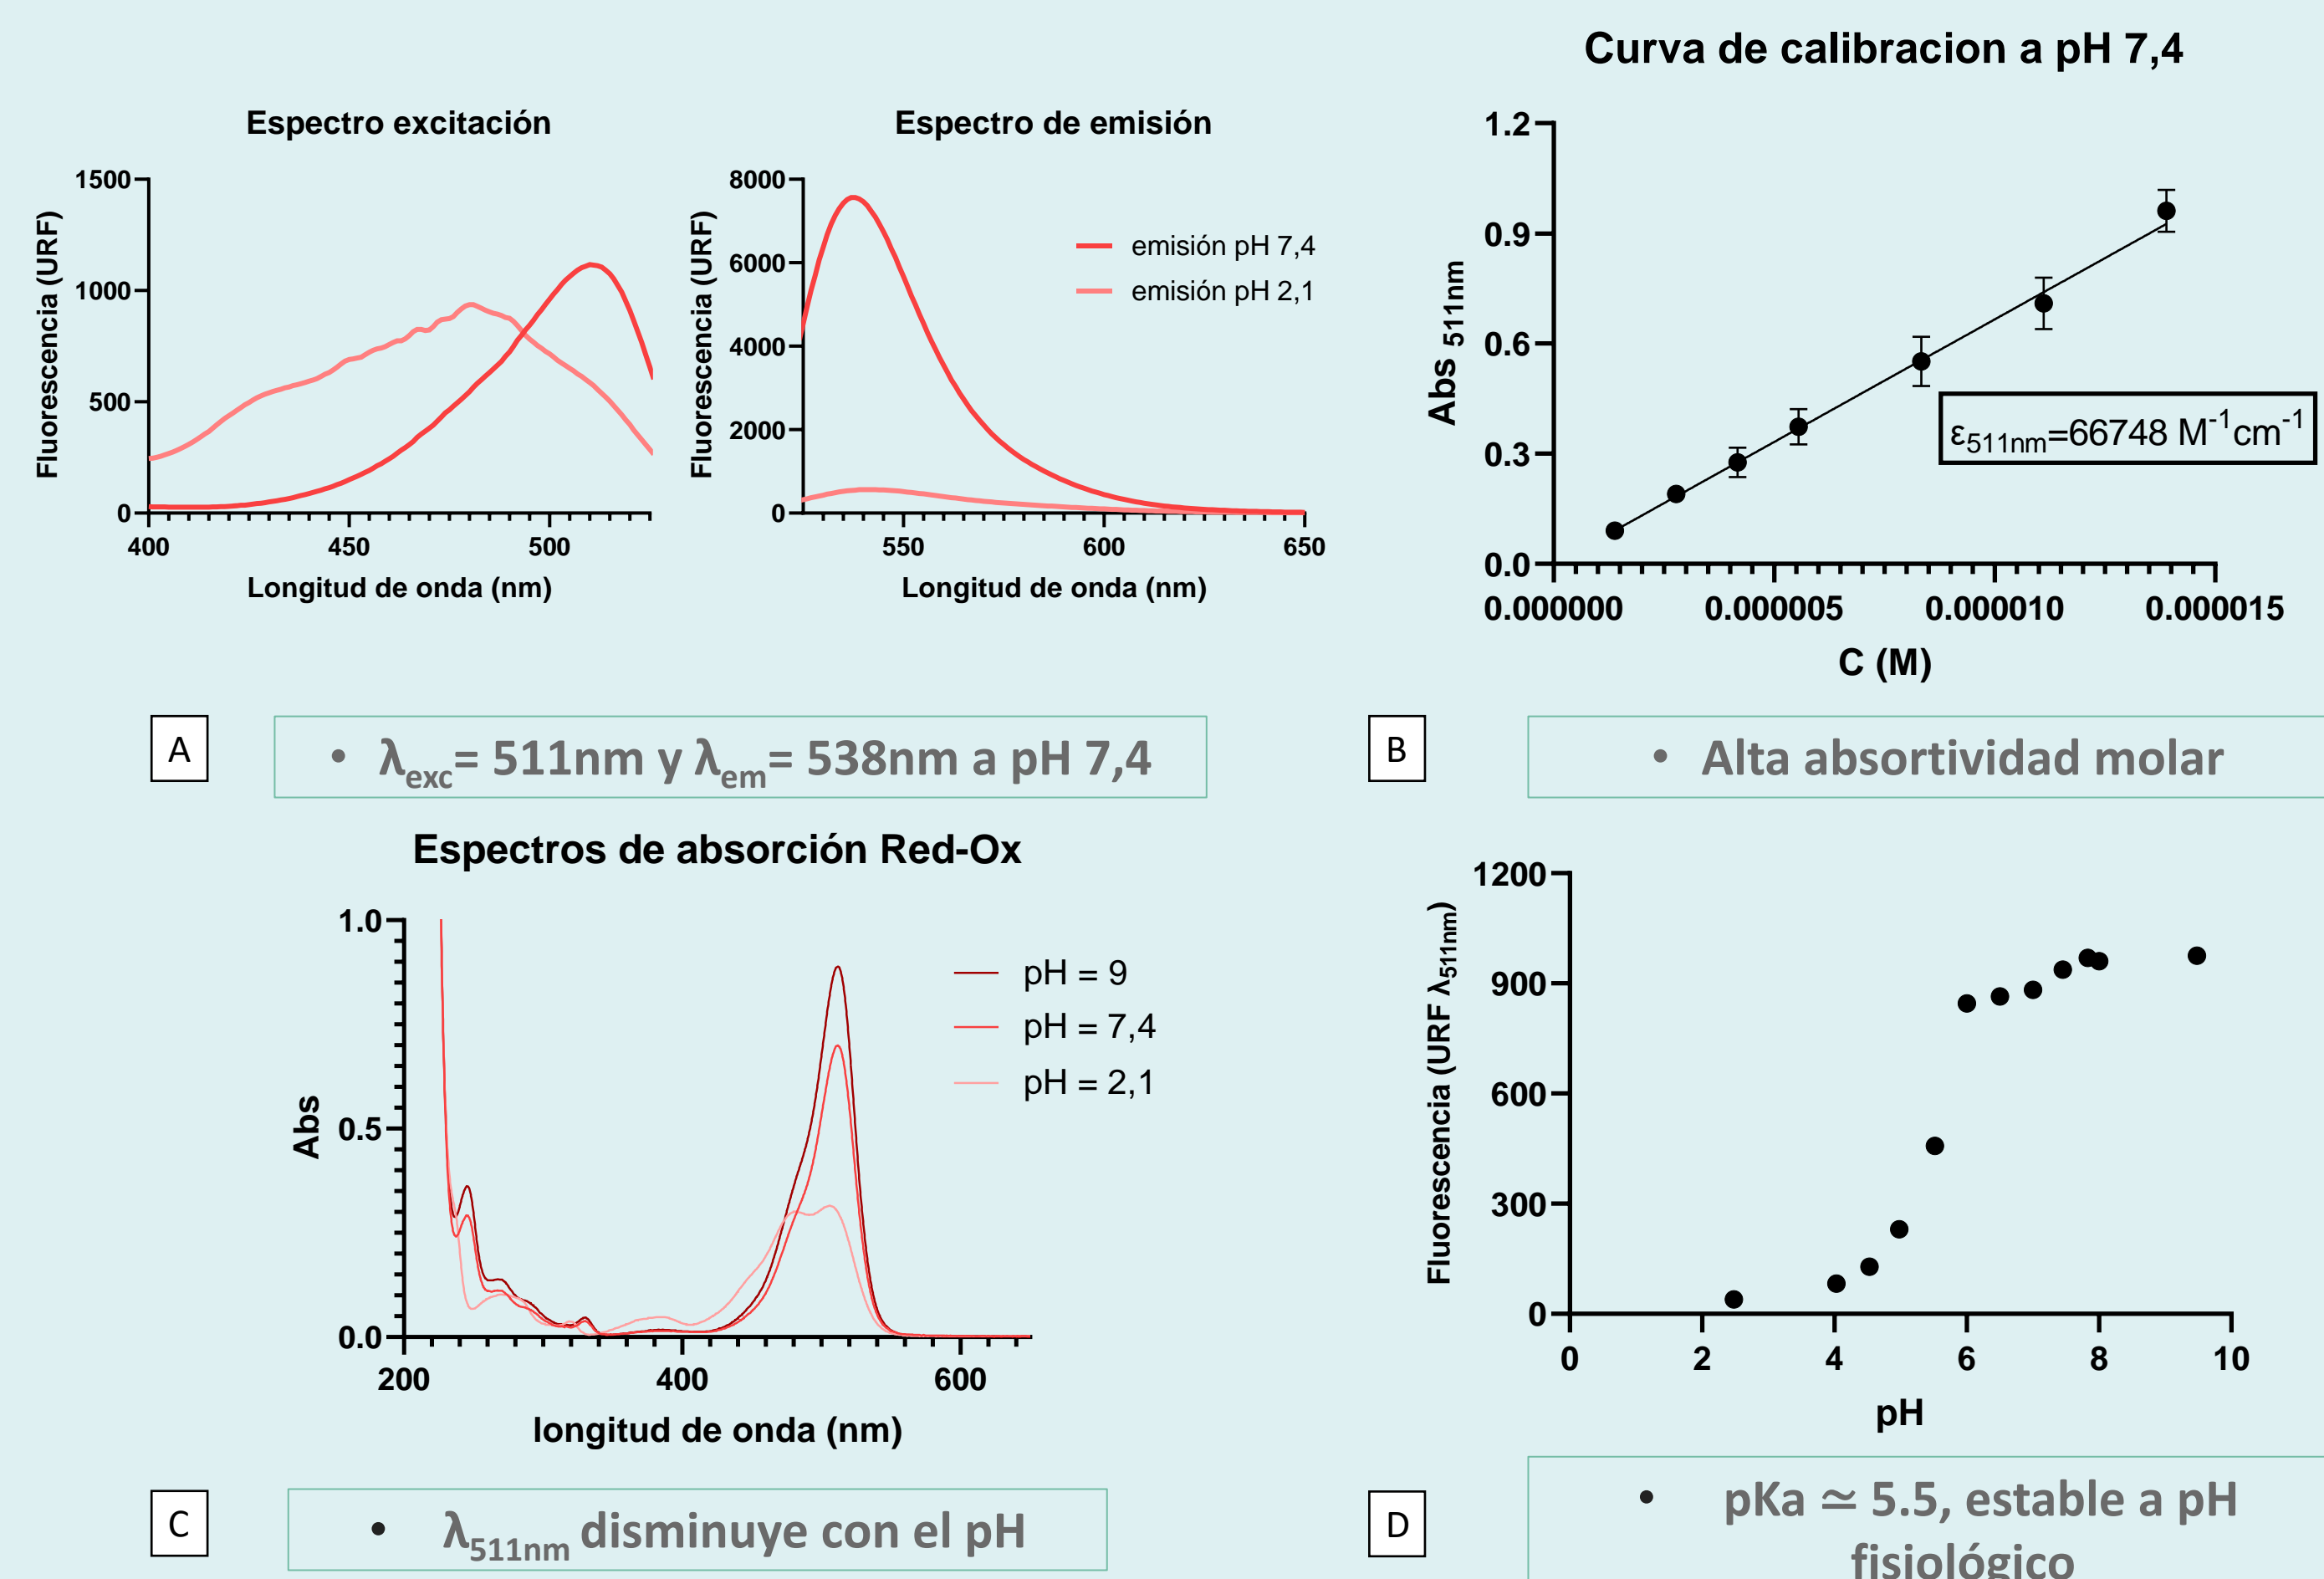 Espectro excitación
Fluorescencia (URF)
1500
1000
500
0
400
450
500
Longitud de onda (nm)
Espectro de emisión
Fluorescencia (URF)
8000
6000
4000
2000
0
550
600
650
Longitud de onda (nm)
emisión pH 7,4
emisión pH 2,1
Curva de calibracion a pH 7,4
Abs 511nm
1.2
0.9
0.6
0.3
0.0
0.000000
0.000005
0.000010
0.000015
C (M)
ε511nm=66748 M-1cm-1
A
• λexc= 511nm y λem= 538nm a pH 7,4
B
• Alta absortividad molar
Espectros de absorción Red-Ox
Abs
1.0
0.5
0.0
200
400
600
longitud de onda (nm)
pH = 9
pH = 7,4
pH = 2,1
Fluorescencia (URF λ511nm)
1200
900
600
300
0
0
2
4
6
8
10
pH
C
• λ511nm disminuye con el pH
D
• pKa ≃ 5.5, estable a pH
fisiológico